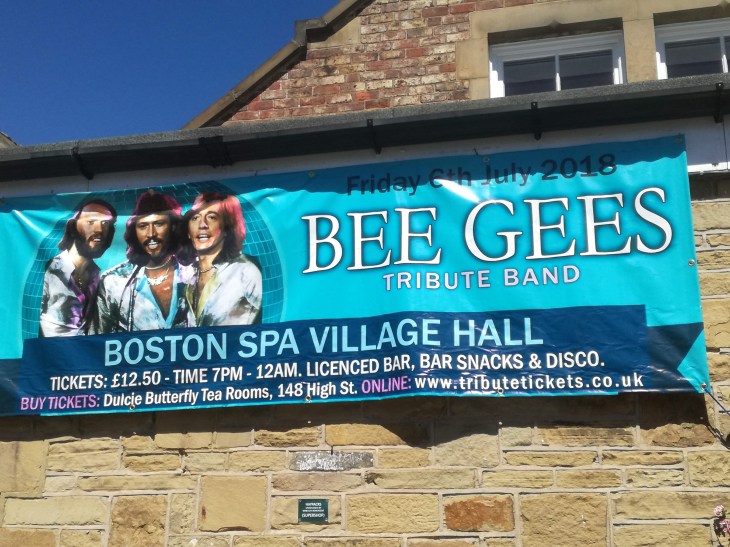 Friday 6th July 2018
BEE GEES
TRIBUTE BAND
BOSTON SPA VILLAGE HALL
TICKETS: £12.50 - TIME 7PM - 12AM. LICENCED BAR, BAR SNACKS & DISCO.
BUY TICKETS: Dulcie Butterfly Tea Rooms, 148 High St. ONLINE: www.tributetickets.co.uk